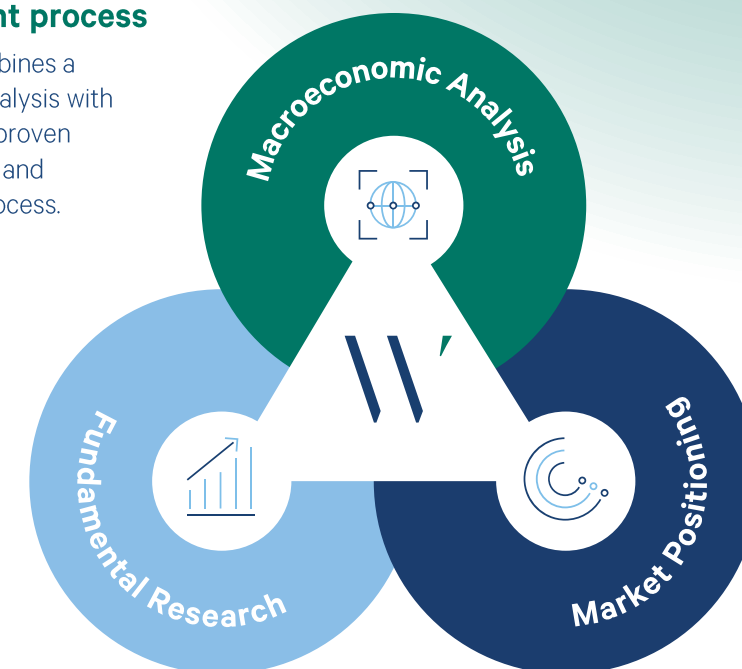 nt process
bines a
alysis with
proven
and
ocess.
Macroeconomic Analysis
Fundamental Research
Market Positioning